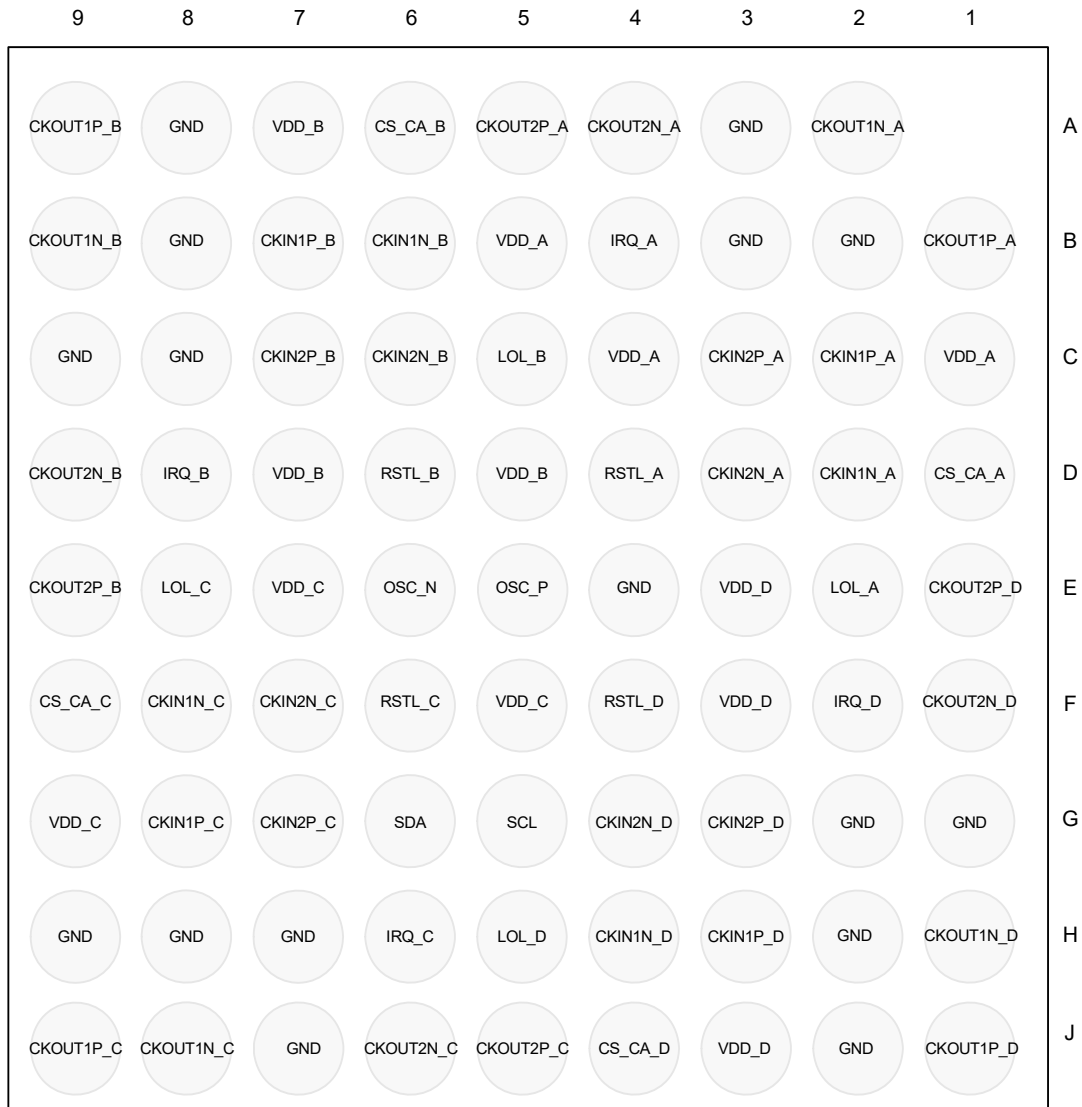 9 8 7 6 5 4 3 2 1
CKOUT1P_B GND VDD_B CS_CA_B CKOUT2P_A CKOUT2N_A GND CKOUT1N_A A
CKOUT1N_B GND CKIN1P_B CKIN1N_B VDD_A IRQ_A GND GND CKOUT1P_A B
GND GND CKIN2P_B CKIN2N_B LOL_B VDD_A CKIN2P_A CKIN1P_A VDD_A C
CKOUT2N_B IRQ_B VDD_B RSTL_B VDD_B RSTL_A CKIN2N_A CKIN1N_A CS_CA_A D
CKOUT2P_B LOL_C VDD_C OSC_N OSC_P GND VDD_D LOL_A CKOUT2P_D E
CS_CA_C CKIN1N_C CKIN2N_C RSTL_C VDD_C RSTL_D VDD_D IRQ_D CKOUT2N_D F
VDD_C CKIN1P_C CKIN2P_C SDA SCL CKIN2N_D CKIN2P_D GND GND G
GND GND GND IRQ_C LOL_D CKIN1N_D CKIN1P_D GND CKOUT1N_D H
CKOUT1P_C CKOUT1N_C GND CKOUT2N_C CKOUT2P_C CS_CA_D VDD_D GND CKOUT1P_D J